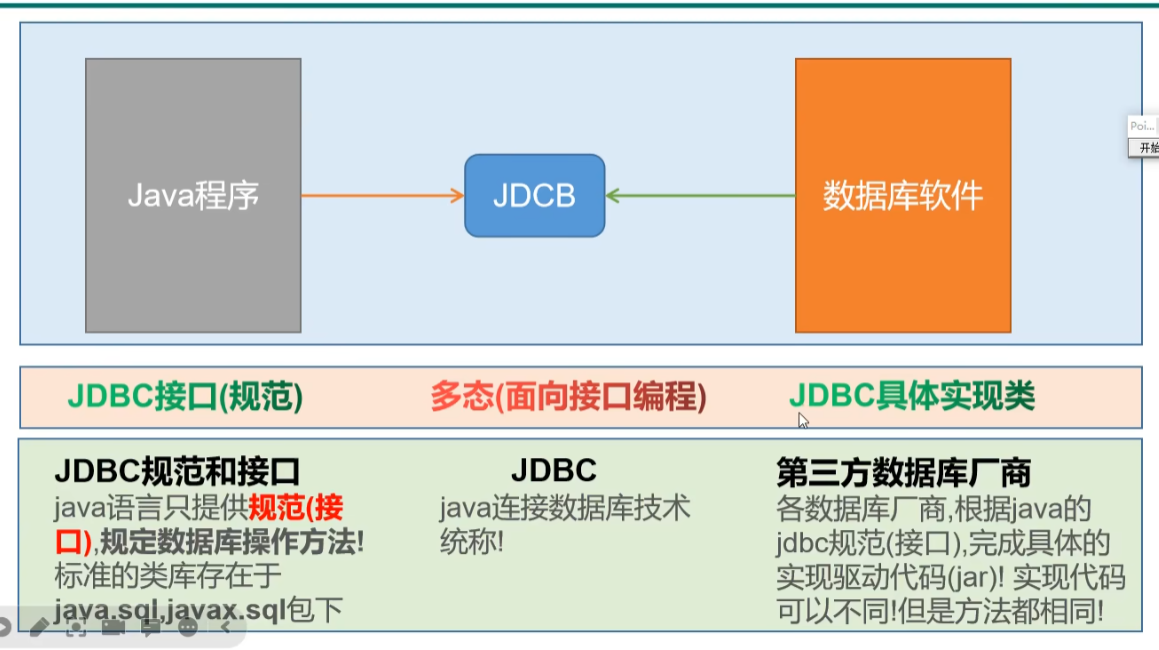 Java程序
JDCB
数据库软件
Poi...
开始
JDBC接口(规范)
多态(面向接口编程)
JDBC具体实现类
JDBC规范和接口
java语言只提供规范(接
口),规定数据库操作方法!
标准的类库存在于
java.sql,javax.sql包下
JDBC
java连接数据库技术
统称!
第三方数据库厂商
各数据库厂商,根据java的
jdbc规范(接口),完成具体的
实现驱动代码(jar)! 实现代码
可以不同!但是方法都相同!